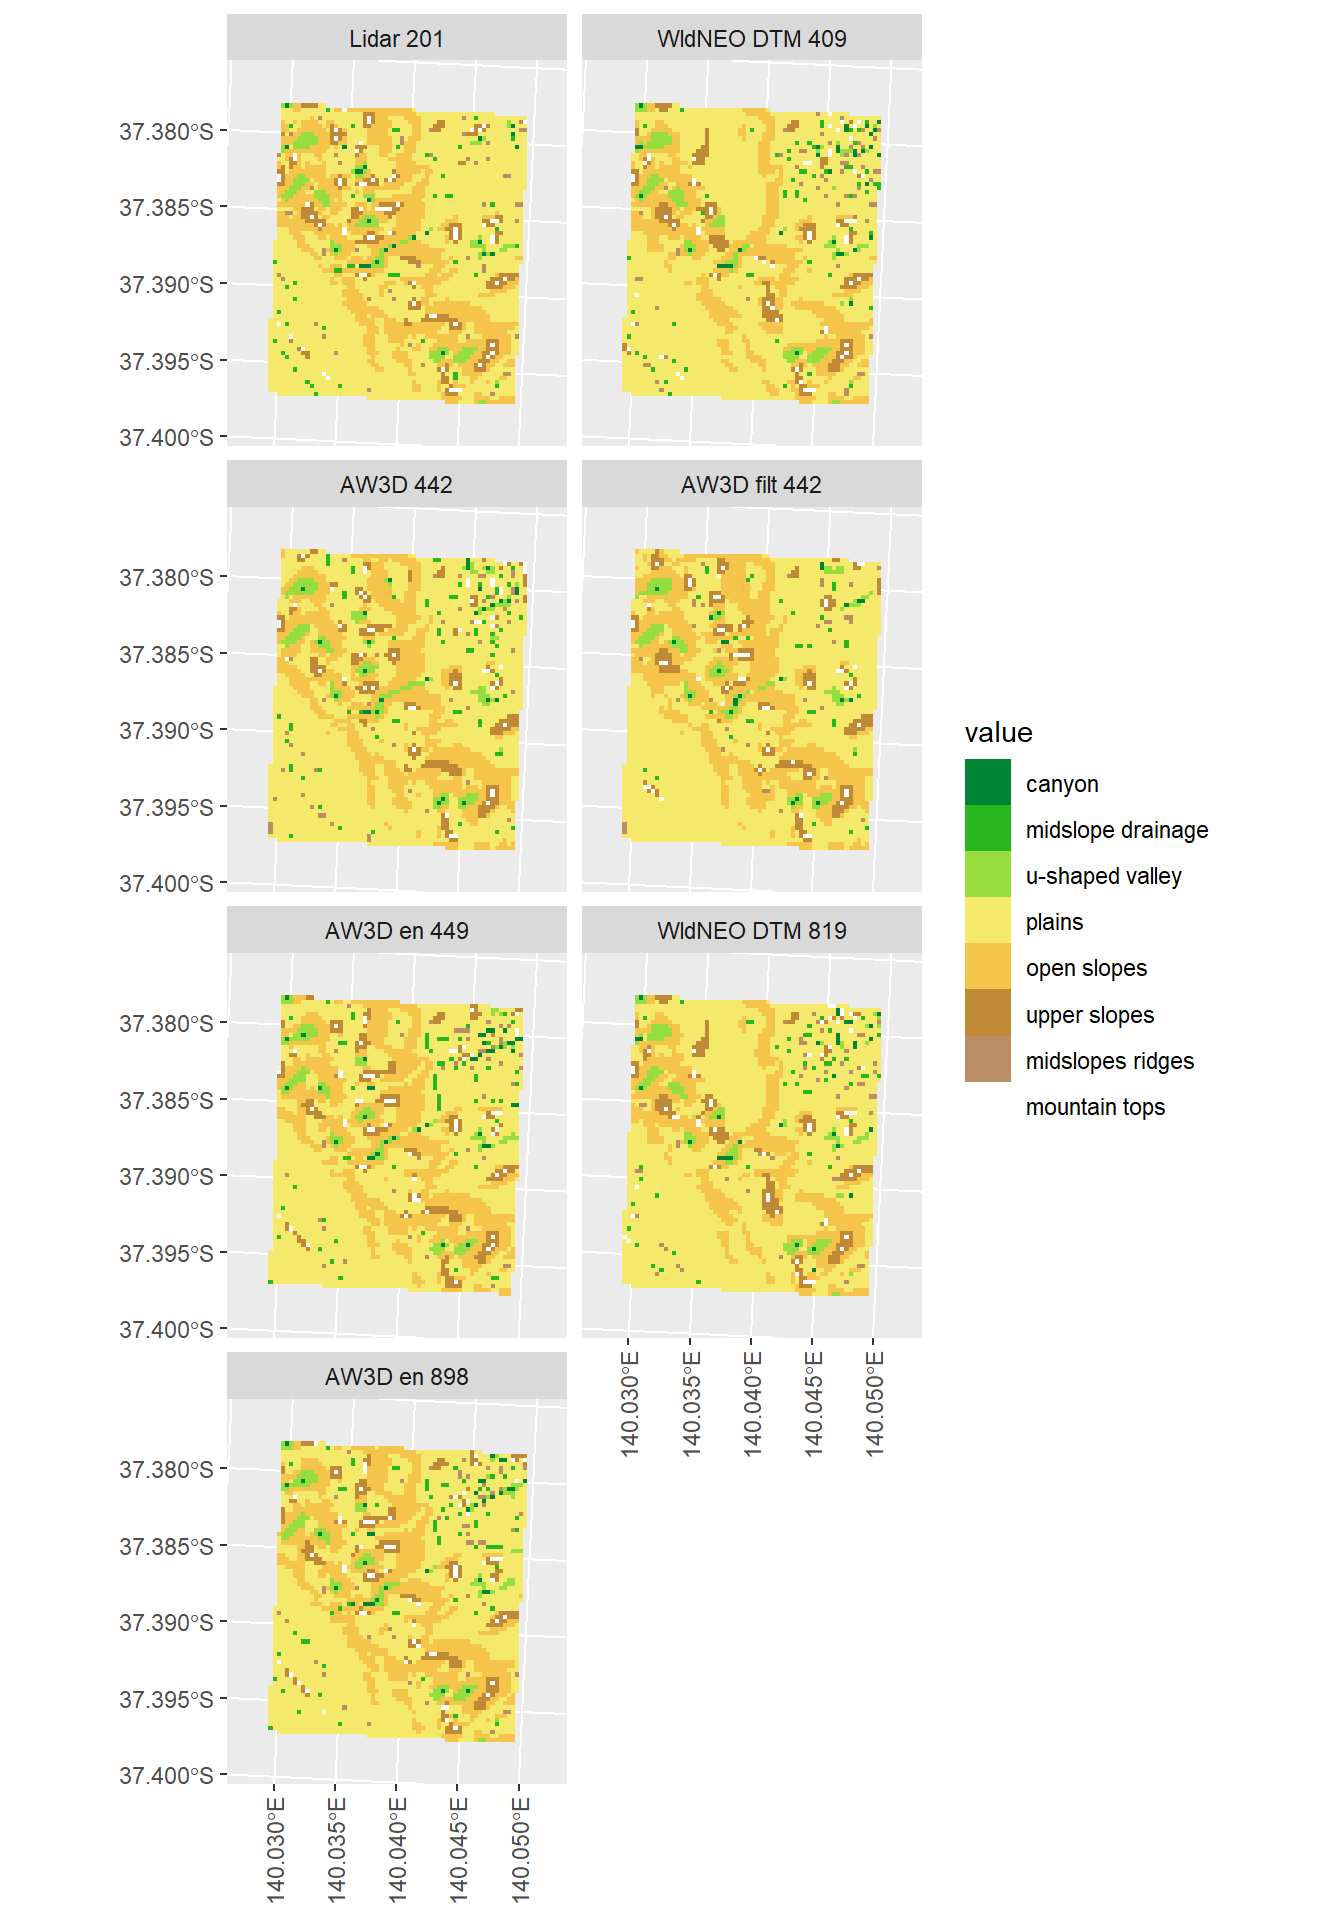 Lidar 201
WldNEO DTM 409
37.380°S
37.385°S
37.390°S
37.395°S
37.400°S
AW3D 442
AW3D filt 442
37.380°S
37.385°S
37.390°S
37.395°S
37.400°S
value
canyon
midslope drainage
u-shaped valley
plains
open slopes
upper slopes
midslopes ridges
mountain tops
AW3D en 449
WldNEO DTM 819
37.380°S
37.385°S
37.390°S
37.395°S
37.400°S
140.030°E
140.035°E
140.040°E
140.045°E
140.050°E
AW3D en 898
37.380°S
37.385°S
37.390°S
37.395°S
37.400°S
140.030°E
140.035°E
140.040°E
140.045°E
140.050°E